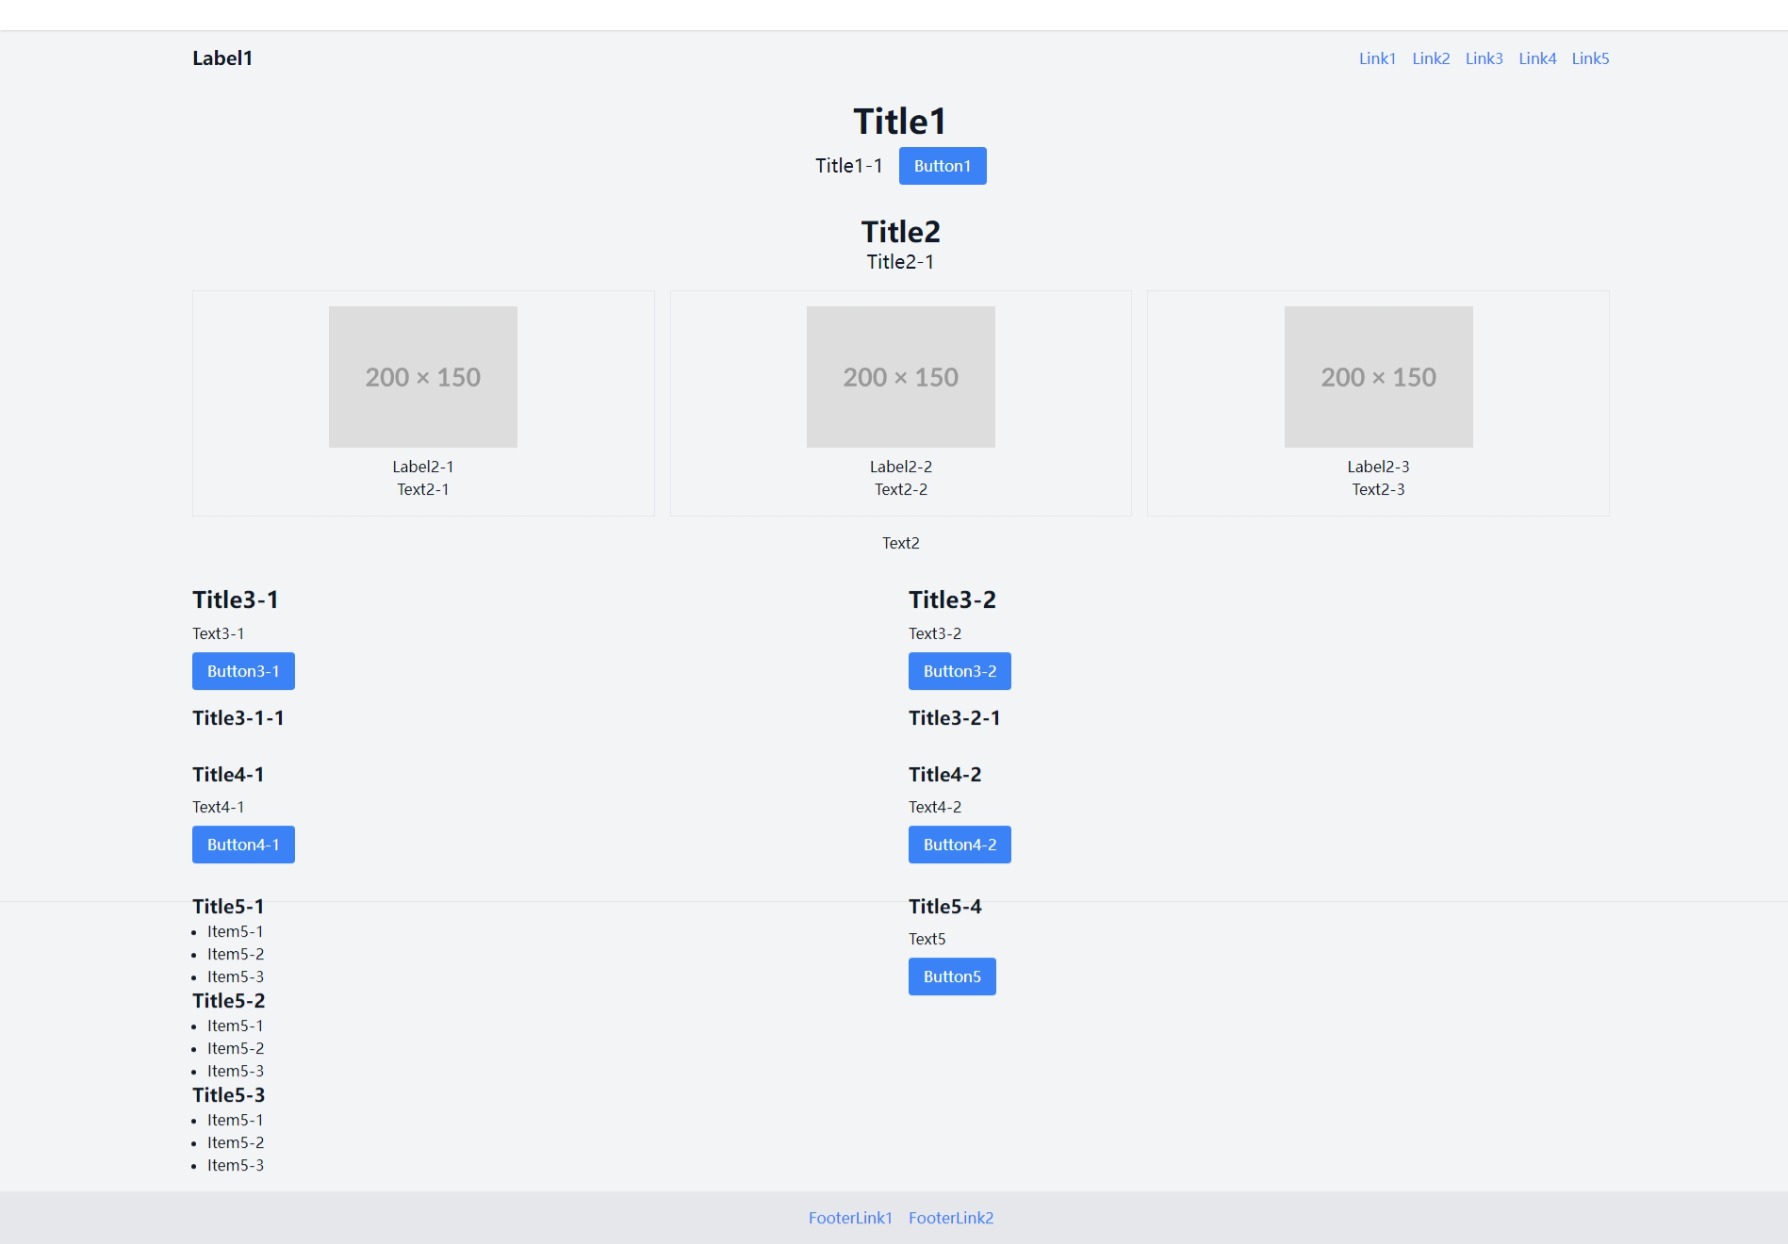 Label1
Link1 Link2 Link3 Link4 Link5
Title1
Title1-1 Button1
Title2
Title2-1
200 × 150
Label2-1
Text2-1
200 × 150
Label2-2
Text2-2
200 × 150
Label2-3
Text2-3
Text2
Title3-1
Text3-1
Button3-1
Title3-1-1
Title3-2
Text3-2
Button3-2
Title3-2-1
Title4-1
Text4-1
Button4-1
Title4-2
Text4-2
Button4-2
Title5-1
Item5-1
Item5-2
Item5-3
Title5-2
Item5-1
Item5-2
Item5-3
Title5-3
Item5-1
Item5-2
Item5-3
Title5-4
Text5
Button5
FooterLink1 FooterLink2